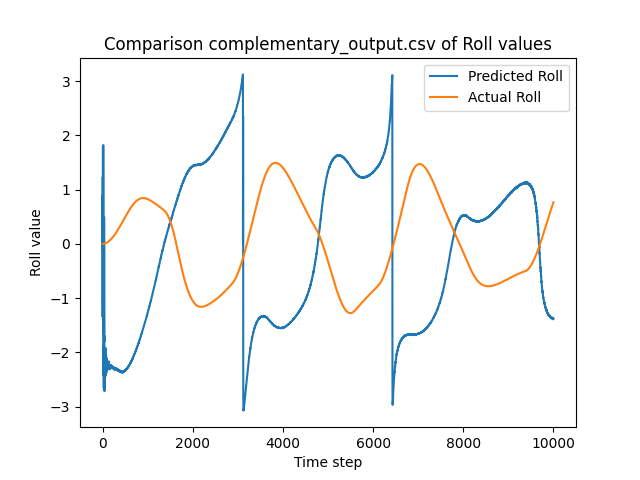 Comparison complementary_output.csv of Roll values
Predicted Roll
Actual Roll
3
2
1
0
−1
−2
−3
Roll value
0
2000
4000
6000
8000
10000
Time step